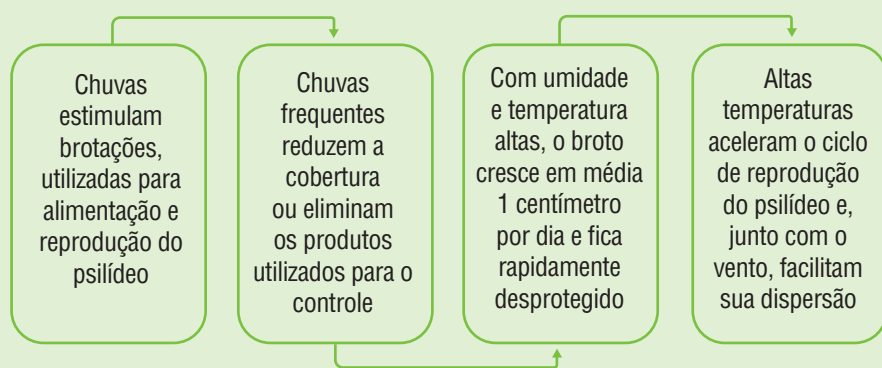 Chuvas
estimulam
brotações,
utilizadas para
alimentação e
reprodução do
psilídeo
Chuvas
frequentes
reduzem a
cobertura
ou eliminam
os produtos
utilizados para o
controle
Com umidade
e temperatura
altas, o broto
cresce em média
1 centímetro
por dia e fica
rapidamente
desprotegido
Altas
temperaturas
aceleram o ciclo
de reprodução
do psilídeo e,
junto com o
vento, facilitam
sua dispersão